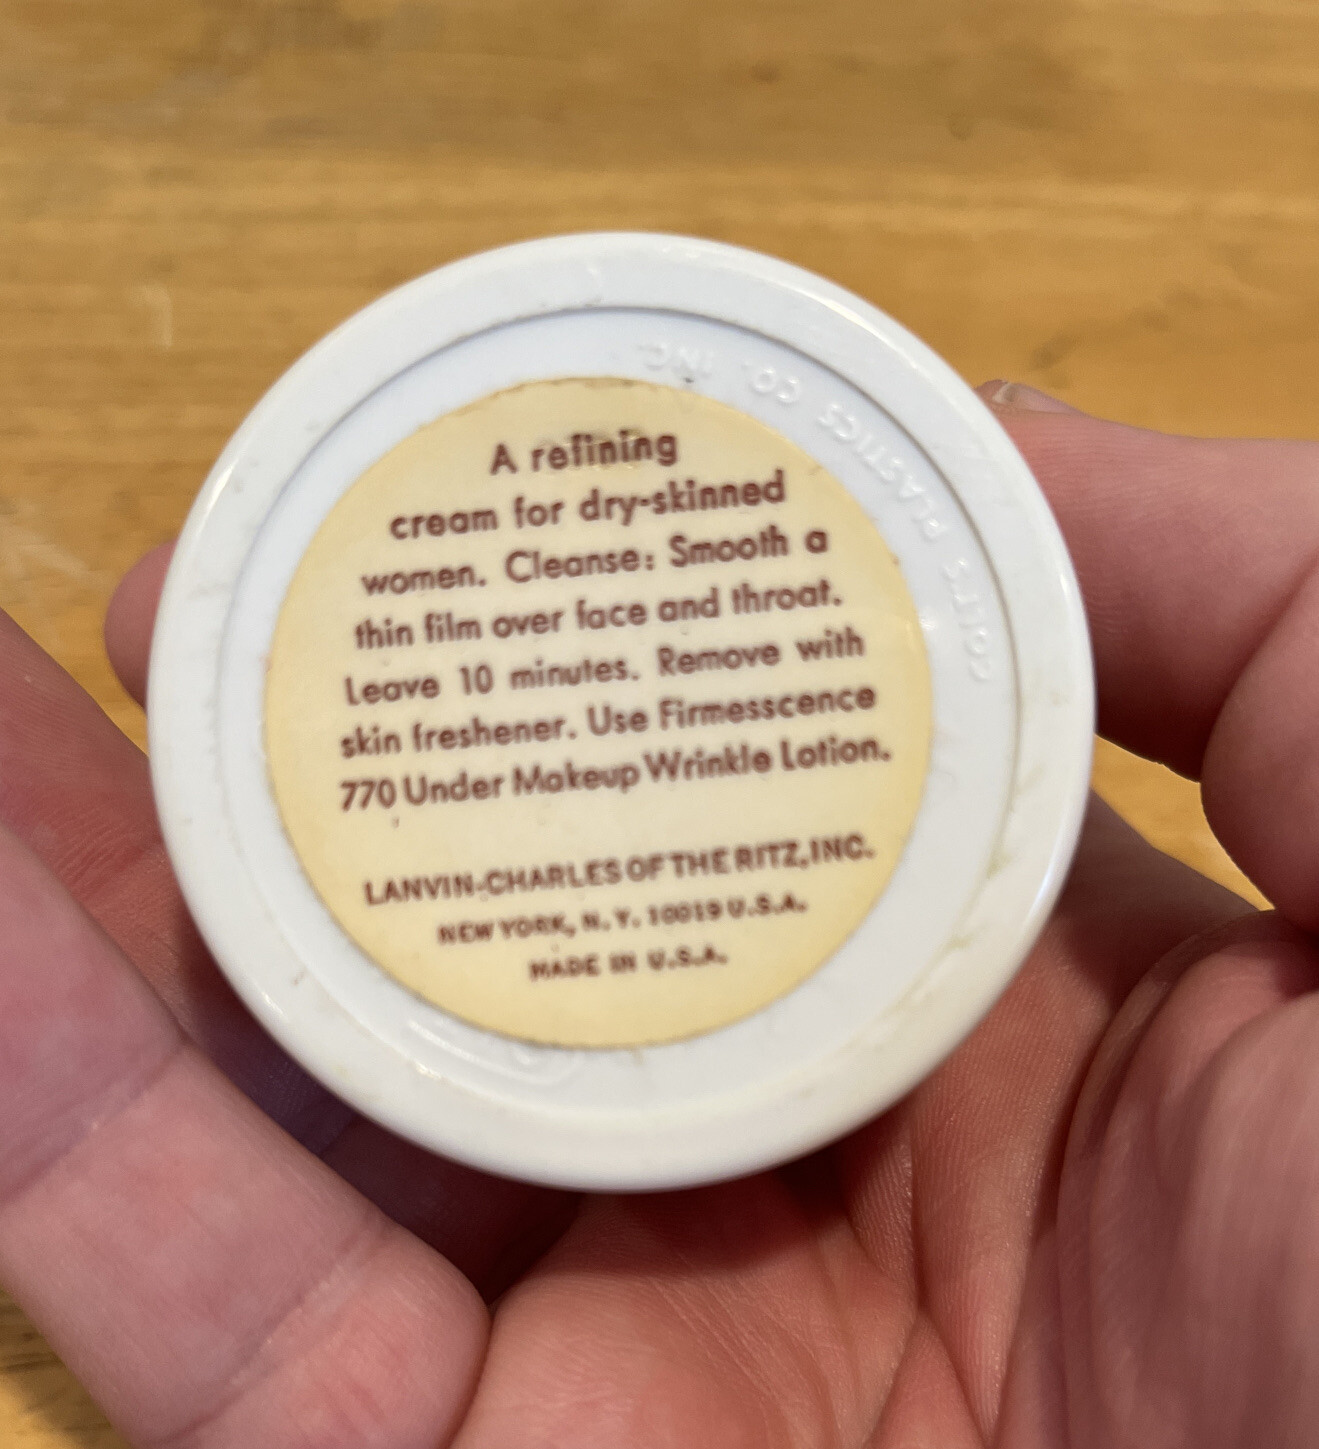 A refining
cream for dry-skinned
women. Cleanse: Smooth a
thin film over face and throat.
Leave 10 minutes. Remove with
skin freshener. Use Firmesscence
770 Under Makeup Wrinkle Lotion.
LANVIN-CHARLES OF THE RITZ, INC.
NEW YORK, N. Y. 10019 U.S.A.
MADE IN U.S.A.
COLTS PLASTICS CO. INC.